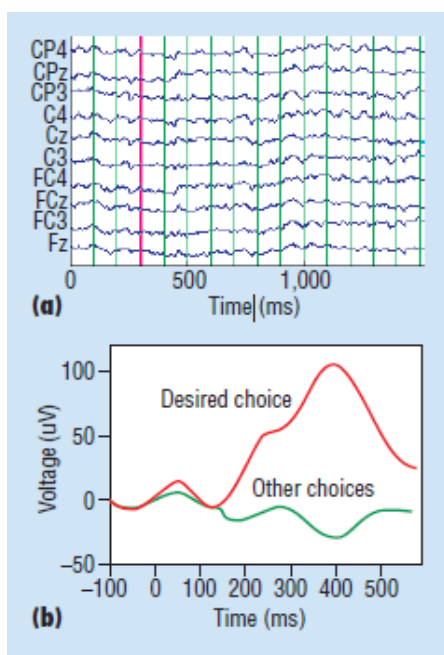 CP4
CPz
CP3
C4
Cz
C3
FC4
FCz
FC3
Fz
0 500 1,000
(a) Time (ms)
100
50
0
−50
Voltage (uV)
Desired choice
Other choices
−100 0 100 200 300 400 500
(b) Time (ms)